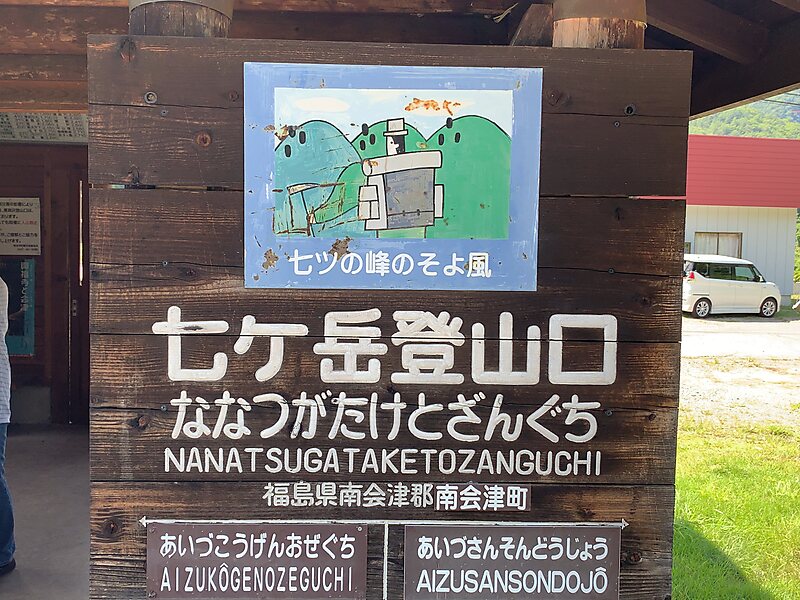 七ツの峰のそよ風
七ケ岳登山口
ななつがたけとざんぐち
NANATSUGATAKETOZANGUCHI
福島県南会津郡南会津町
あいづこうげんおぜぐち
AIZUKÔGENOZEGUCHI
あいづさんそんどうじょう
AIZUSANSONDOJÔ